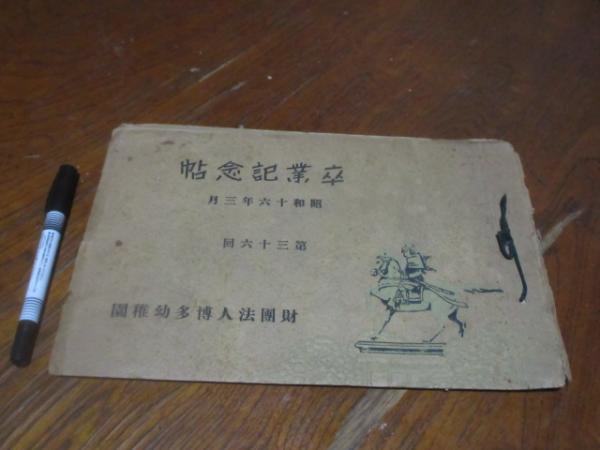 卒業記念帖
昭和十六年三月
第三十六回
財團法人博多幼稚園